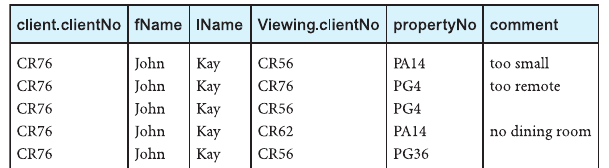 client.clientNo fName lName Viewing.clientNo propertyNo comment
CR76 John Kay CR56 PA14 too small
CR76 John Kay CR76 PG4 too remote
CR76 John Kay CR56 PG4
CR76 John Kay CR62 PA14 no dining room
CR76 John Kay CR56 PG36